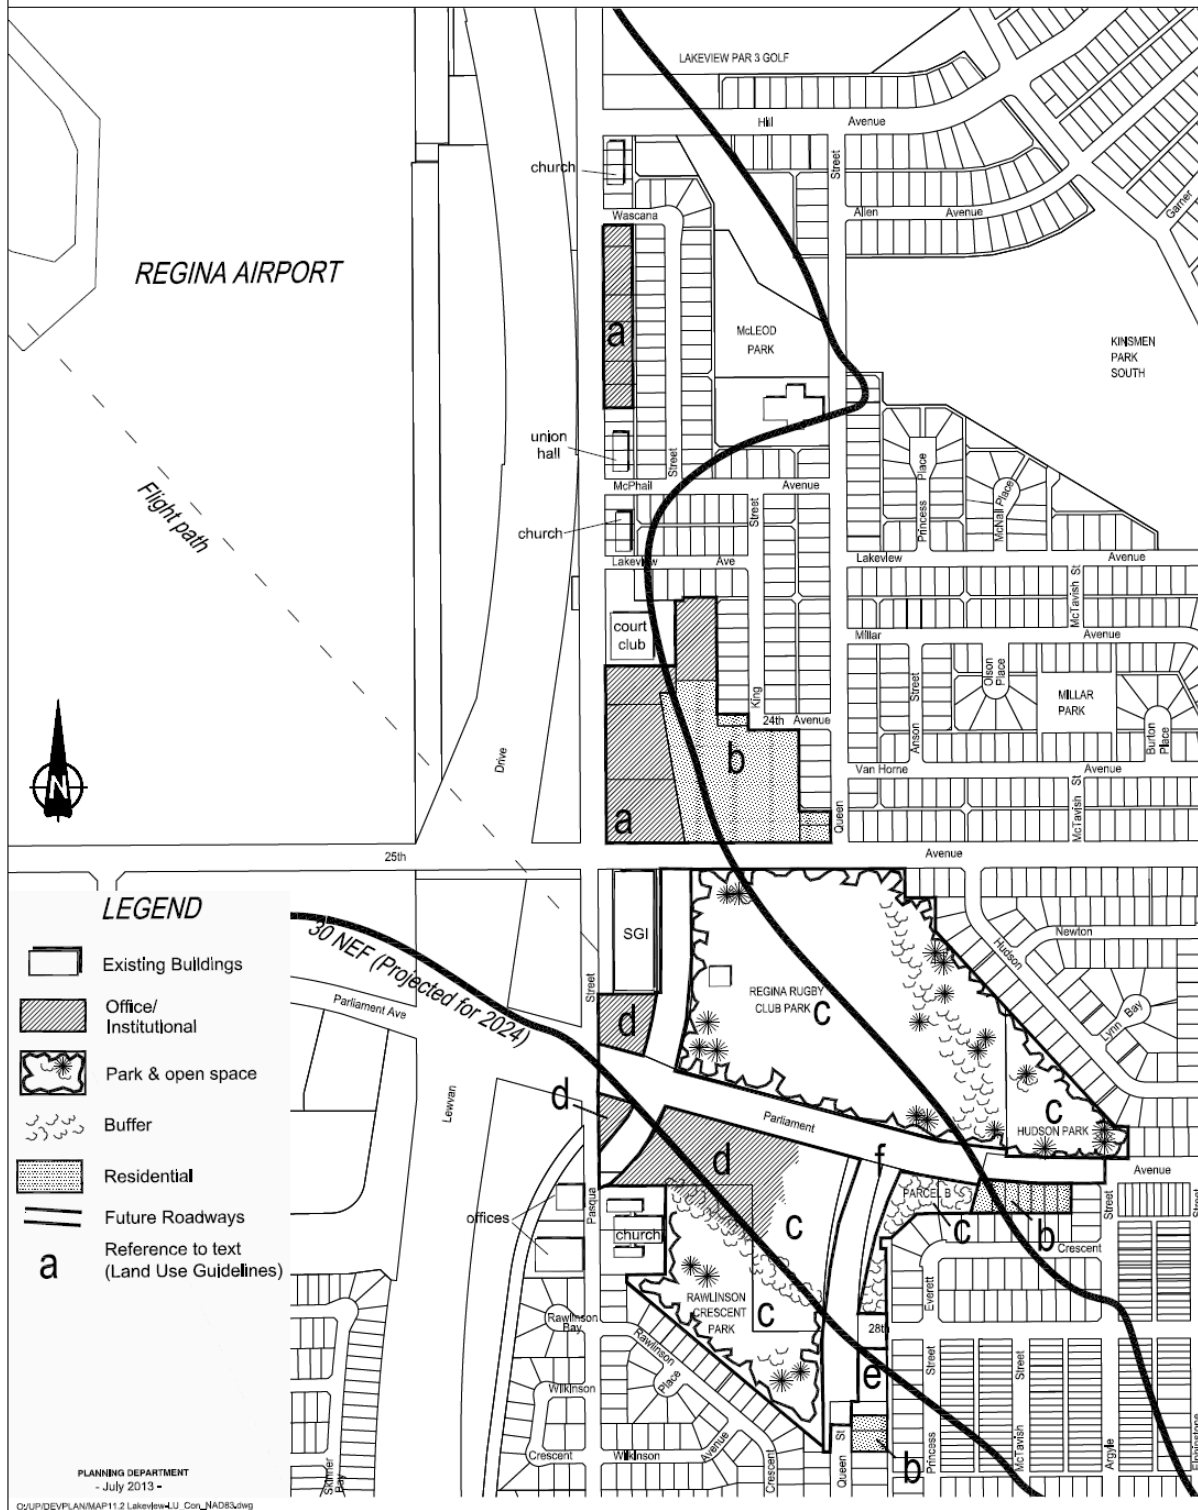 LAKEVIEW PAR 3 GOLF
Hill Avenue
Street
church
Garner
Wascana
Allen Avenue
REGINA AIRPORT
a
McLEOD
PARK
KINSMEN
PARK
SOUTH
union
hall
Street
Place
Princess
McNall Place
McPhail Avenue
Street
Flight path
church
Lakeview Ave
Lakeview Avenue
McTavish St
court
club
Millar Avenue
Olson
Place
Street
Anson
MILLAR
PARK
King
24th Avenue
Burton
Place
Drive
b
Van Horne Avenue
McTavish St
a
Queen
N
25th Avenue
LEGEND
Existing Buildings
Office/
Institutional
Park & open space
Buffer
Residential
Future Roadways
a
Reference to text
(Land Use Guidelines)
30 NEF (Projected for 2024)
Parliament Ave
SGI
Street
Newton
Hudson
REGINA RUGBY
CLUB PARK
c
Lynn Bay
d
Lewvan
d
Parliament
c
HUDSON PARK
d
f
Avenue
Street
Street
PARCEL B
offices
Pasqua
church
c
c
b
Crescent
Everett
RAWLINSON
CRESCENT
PARK
c
Rawlinson
Bay
Rawlinson
Place
28th
e
Street
Street
Wilkinson
Crescent
Wilkinson
Avenue
Crescent
Queen St
b
Princess
McTavish
Argyle
Elphinstone
Skinner
Bay
PLANNING DEPARTMENT
- July 2013 -
O:/UP/DEVPLAN/MAP11.2 Lakeview-LU_Con_NAD83.dwg